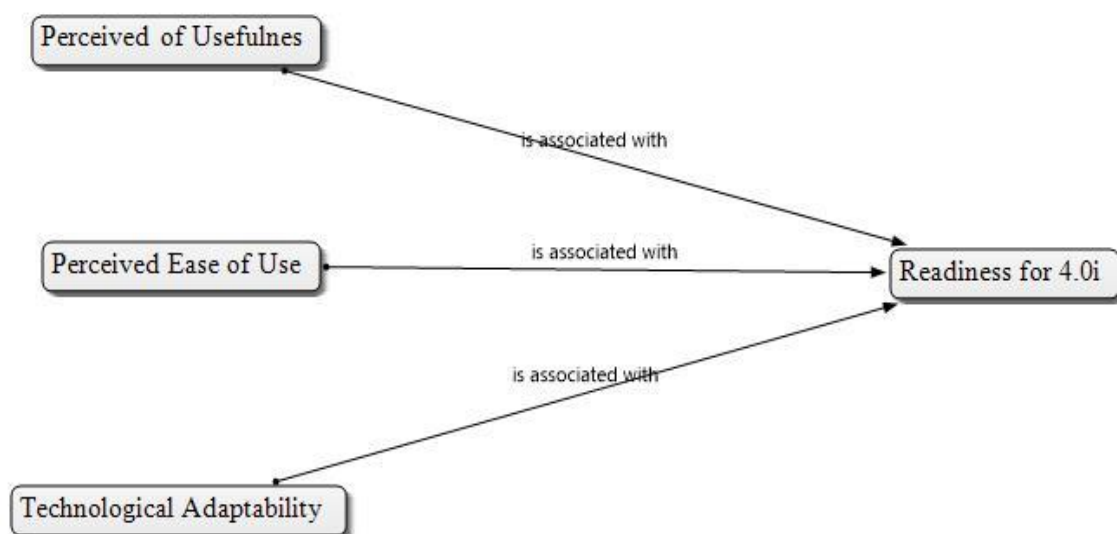 Perceived of Usefulnes
is associated with
Perceived Ease of Use
is associated with
Readiness for 4.0i
is associated with
Technological Adaptability